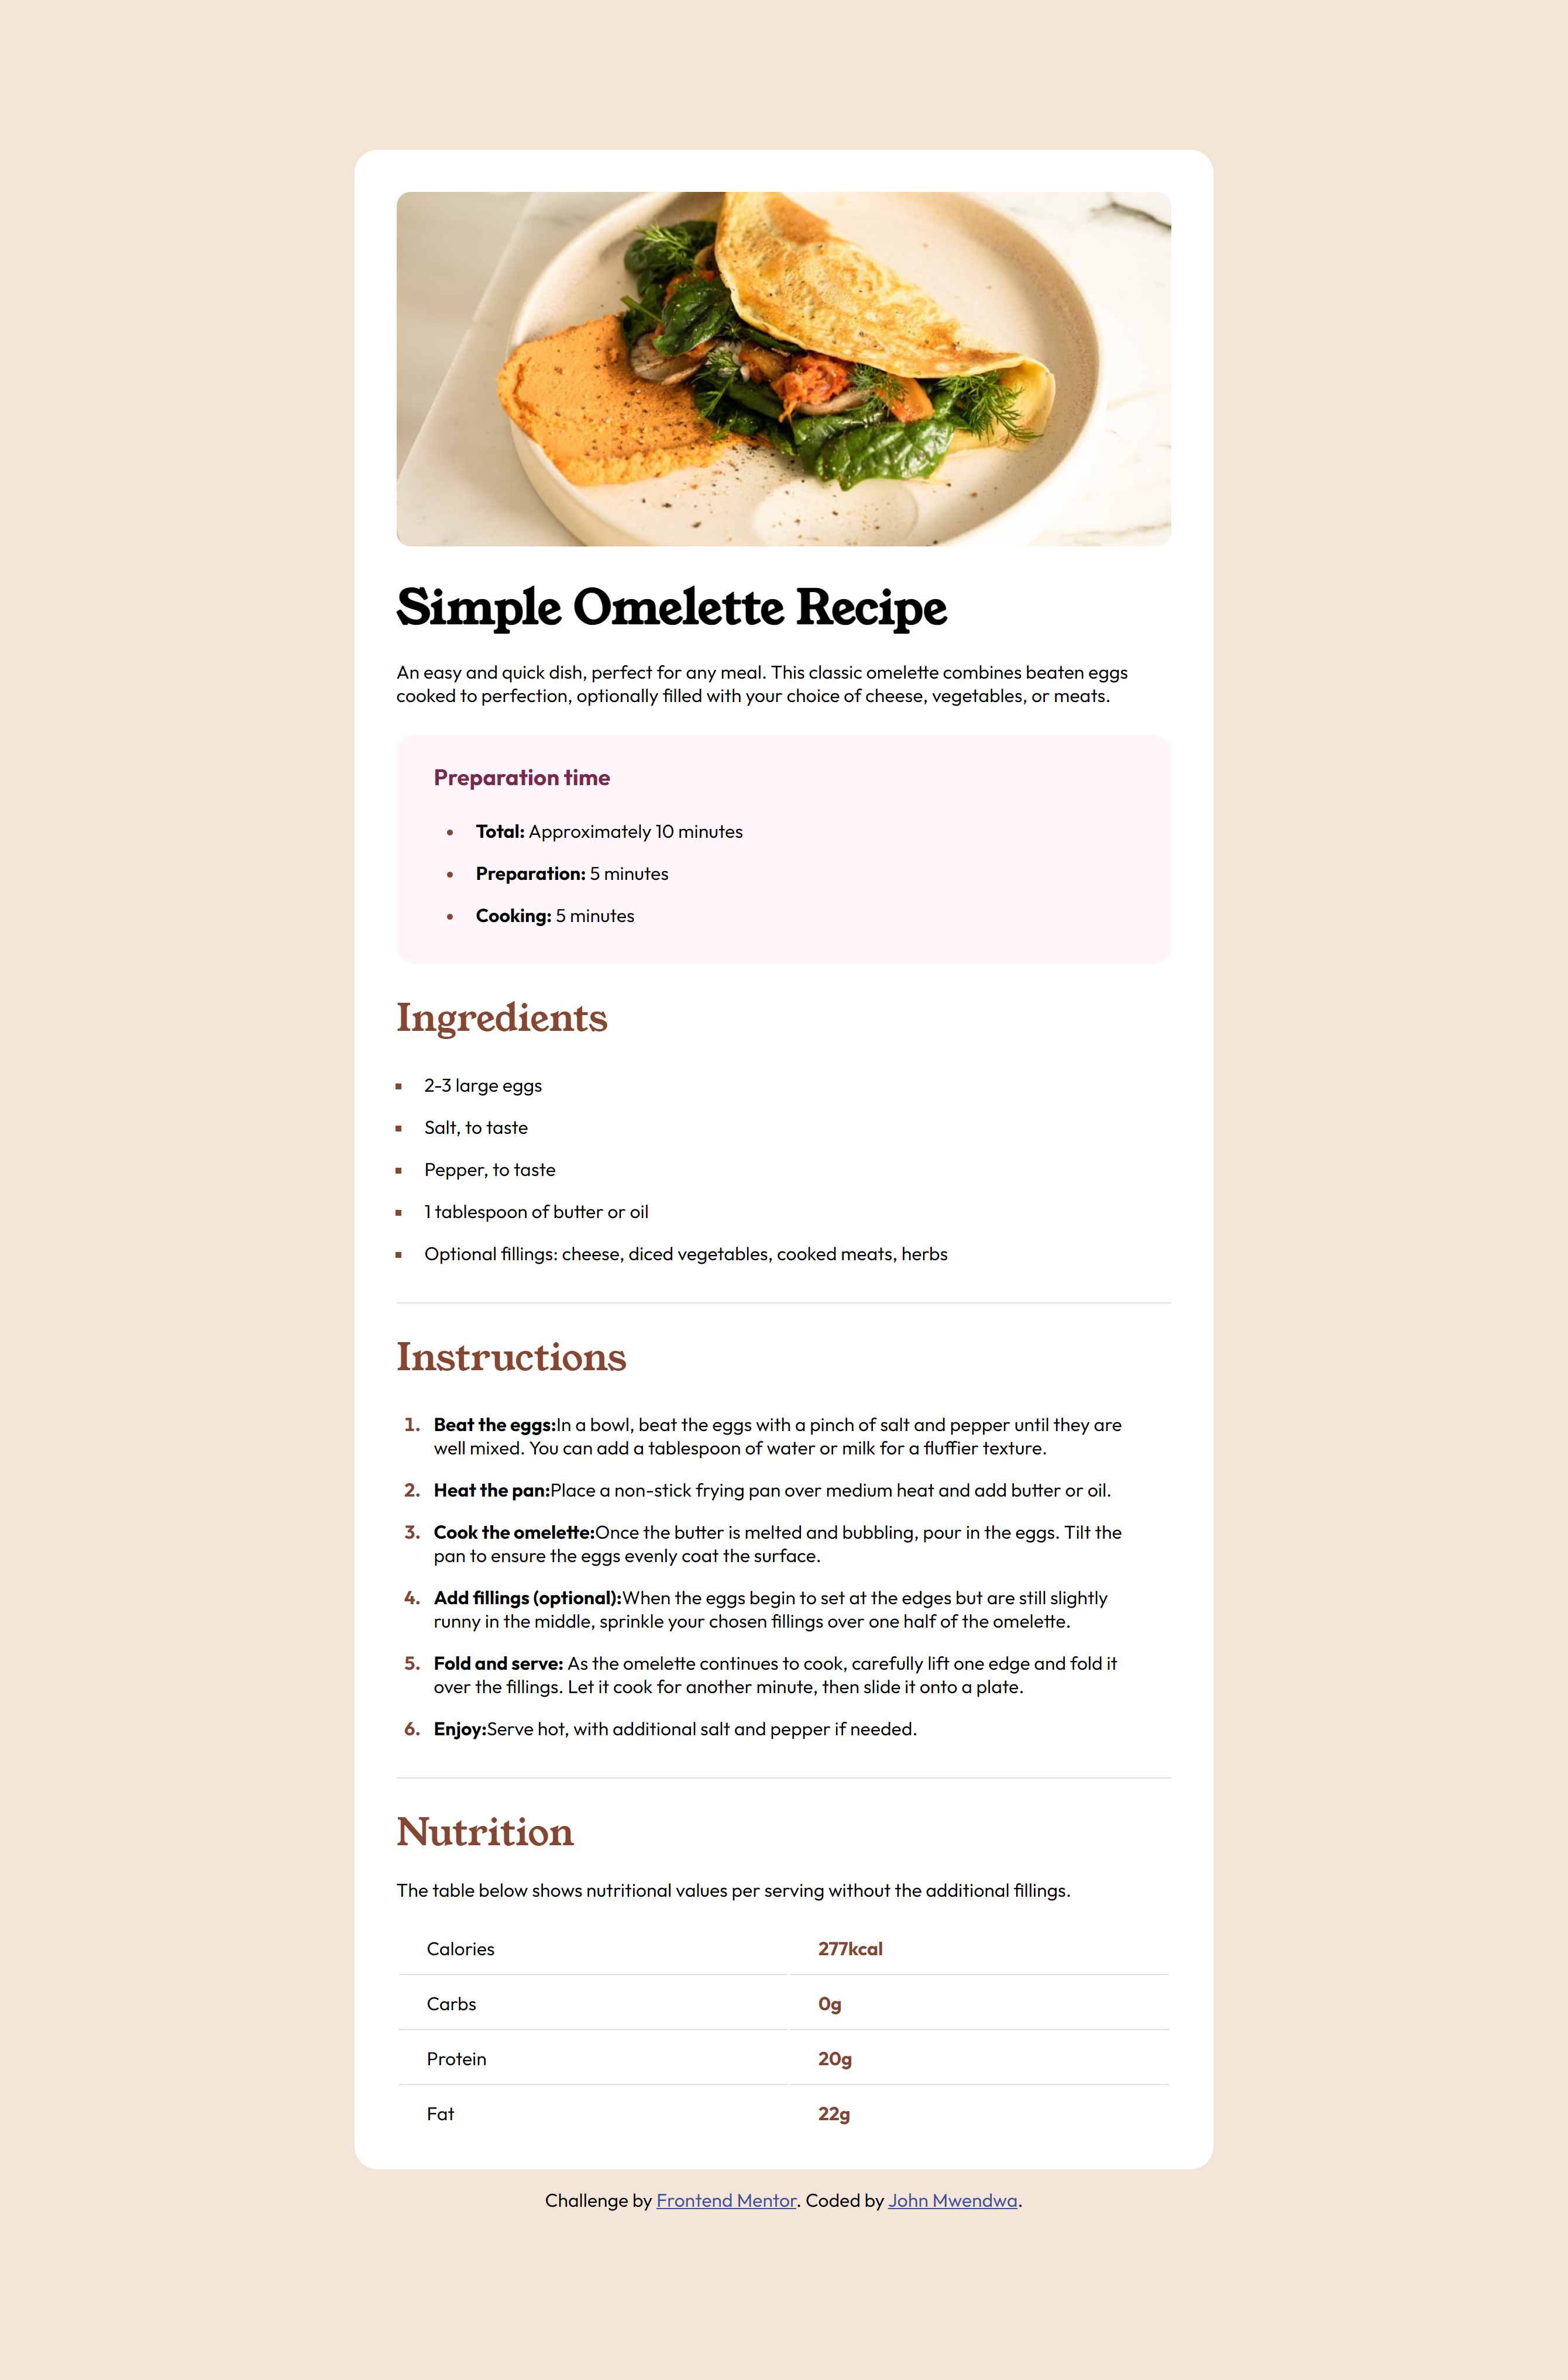 Simple Omelette Recipe
An easy and quick dish, perfect for any meal. This classic omelette combines beaten eggs
cooked to perfection, optionally filled with your choice of cheese, vegetables, or meats.
Preparation time
• Total: Approximately 10 minutes
• Preparation: 5 minutes
• Cooking: 5 minutes
Ingredients
▪ 2-3 large eggs
▪ Salt, to taste
▪ Pepper, to taste
▪ 1 tablespoon of butter or oil
▪ Optional fillings: cheese, diced vegetables, cooked meats, herbs
Instructions
1. Beat the eggs:In a bowl, beat the eggs with a pinch of salt and pepper until they are
well mixed. You can add a tablespoon of water or milk for a fluffier texture.
2. Heat the pan:Place a non-stick frying pan over medium heat and add butter or oil.
3. Cook the omelette:Once the butter is melted and bubbling, pour in the eggs. Tilt the
pan to ensure the eggs evenly coat the surface.
4. Add fillings (optional):When the eggs begin to set at the edges but are still slightly
runny in the middle, sprinkle your chosen fillings over one half of the omelette.
5. Fold and serve: As the omelette continues to cook, carefully lift one edge and fold it
over the fillings. Let it cook for another minute, then slide it onto a plate.
6. Enjoy:Serve hot, with additional salt and pepper if needed.
Nutrition
The table below shows nutritional values per serving without the additional fillings.
Calories 277kcal
Carbs 0g
Protein 20g
Fat 22g
Challenge by Frontend Mentor. Coded by John Mwendwa.